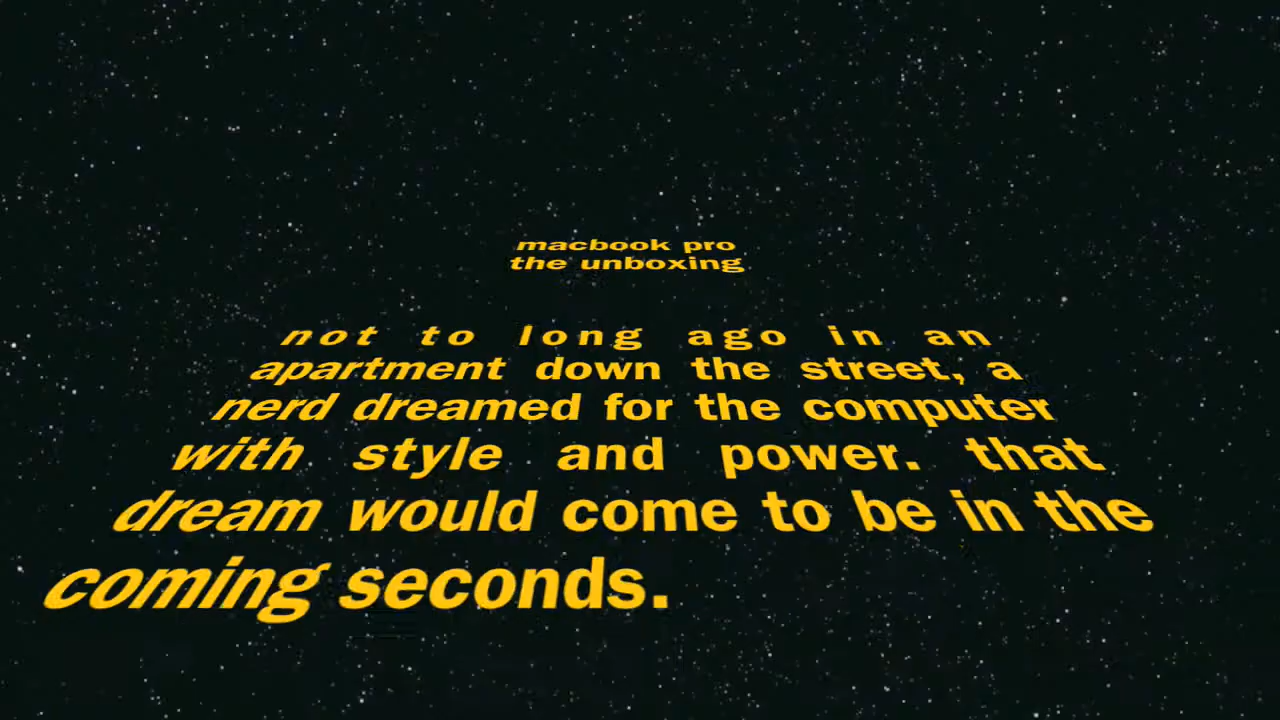 macbook pro
the unboxing
not to long ago in an
apartment down the street, a
nerd dreamed for the computer
with style and power. that
dream would come to be in the
coming seconds.